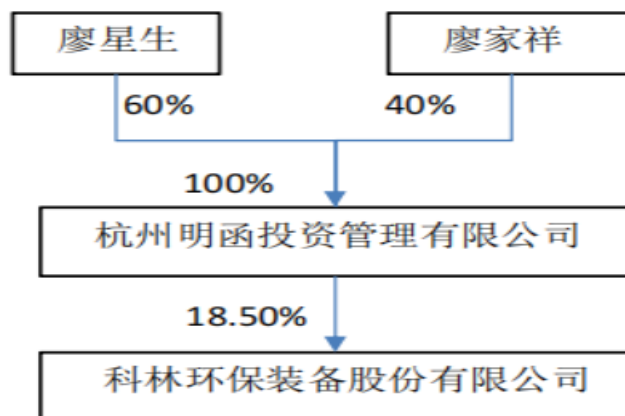 廖星生
廖家祥
60%
40%
100%
杭州明函投资管理有限公司
18.50%
科林环保装备股份有限公司